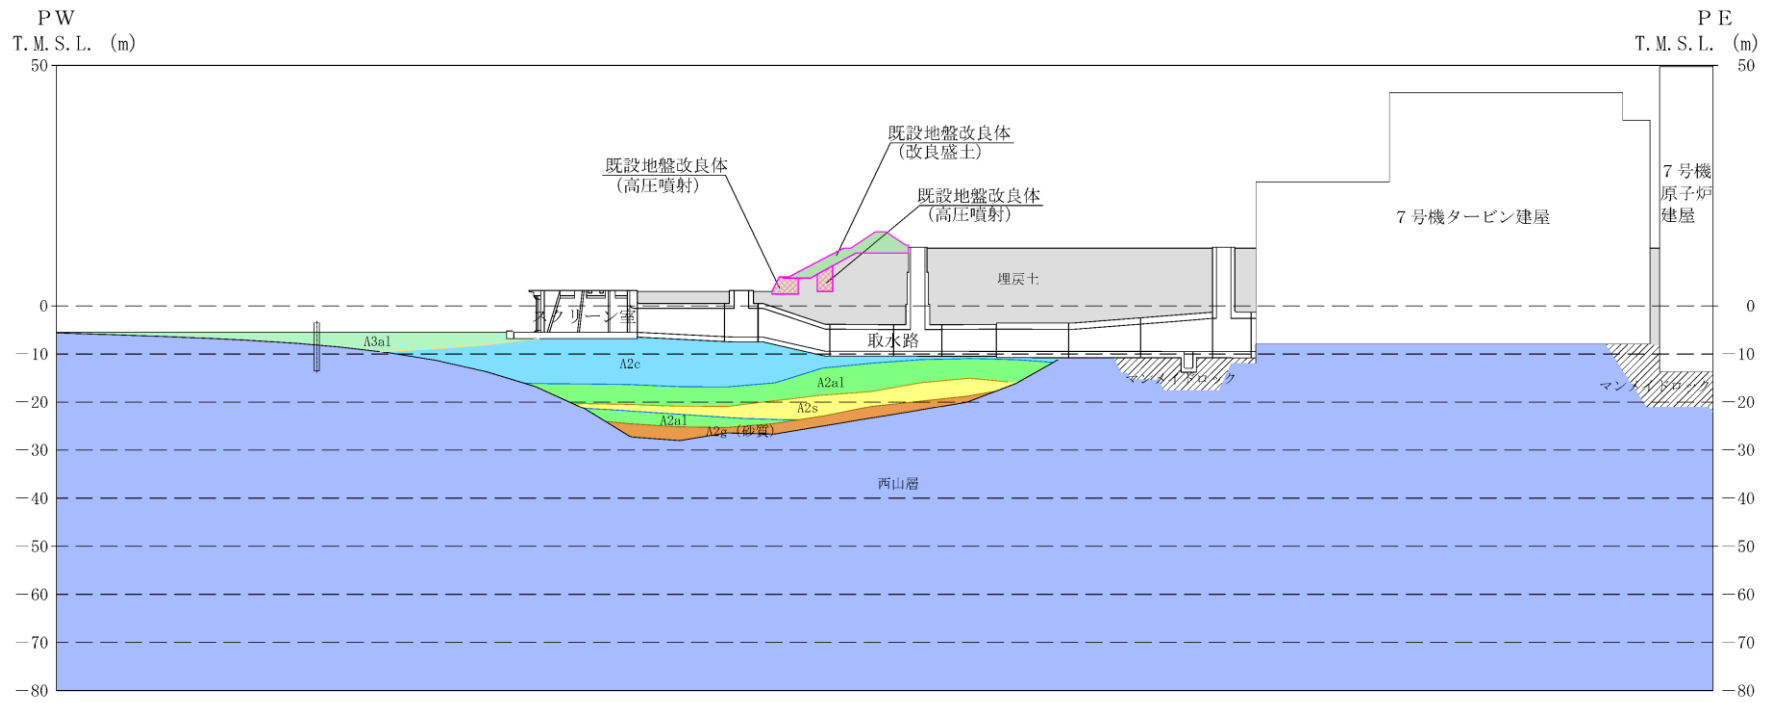 PW
PE
T.M.S.L. (m)
T.M.S.L. (m)
50
50
既設地盤改良体
(改良盛土)
既設地盤改良体
(高圧噴射)
既設地盤改良体
(高圧噴射)
7号機
原子炉
建屋
7号機タービン建屋
埋戻土
0
0
スクリーン室
取水路
A3al
-10
-10
A2c
A2al
マンメイドロック
マンメイドロック
-20
-20
A2s
A2al
A2g (砂質)
-30
-30
西山層
-40
-40
-50
-50
-60
-60
-70
-70
-80
-80